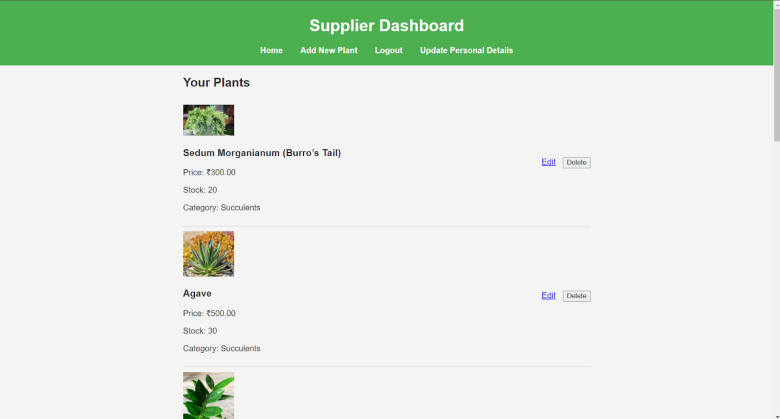 Supplier Dashboard
Home Add New Plant Logout Update Personal Details
Your Plants
Sedum Morganianum (Burro's Tail)
Edit Delete
Price: ₹300.00
Stock: 20
Category: Succulents
Agave
Edit Delete
Price: ₹500.00
Stock: 30
Category: Succulents